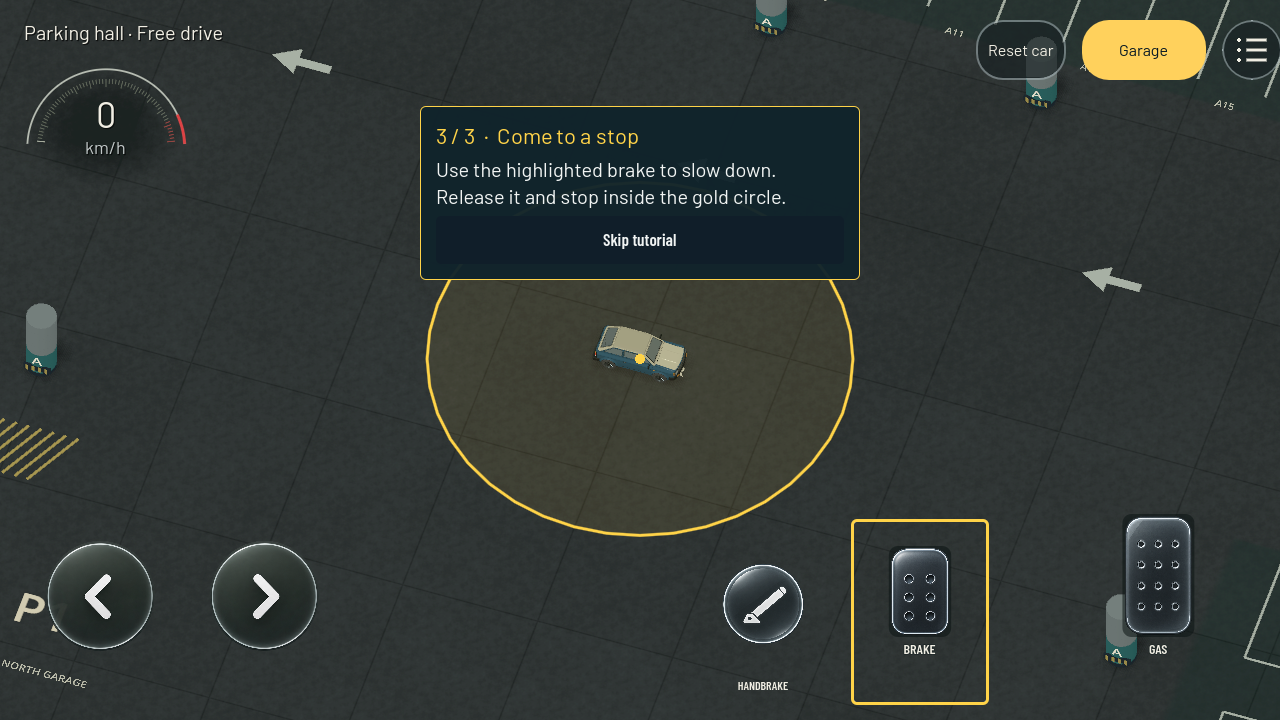 Parking hall · Free drive
Reset car
Garage
0
km/h
3 / 3 · Come to a stop
Use the highlighted brake to slow down.
Release it and stop inside the gold circle.
Skip tutorial
A
A11
A
A15
A
NORTH GARAGE
HANDBRAKE
BRAKE
A
GAS